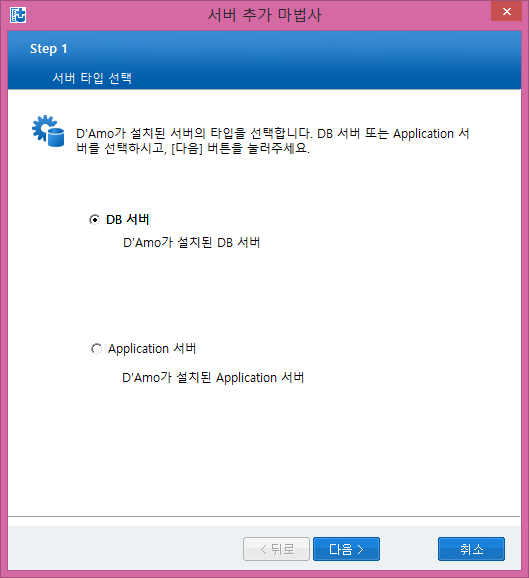 서버 추가 마법사
Step 1
서버 타입 선택
D'Amo가 설치된 서버의 타입을 선택합니다. DB 서버 또는 Application 서
버를 선택하시고, [다음] 버튼을 눌러주세요.
DB 서버
D'Amo가 설치된 DB 서버
Application 서버
D'Amo가 설치된 Application 서버
< 뒤로
다음 >
취소